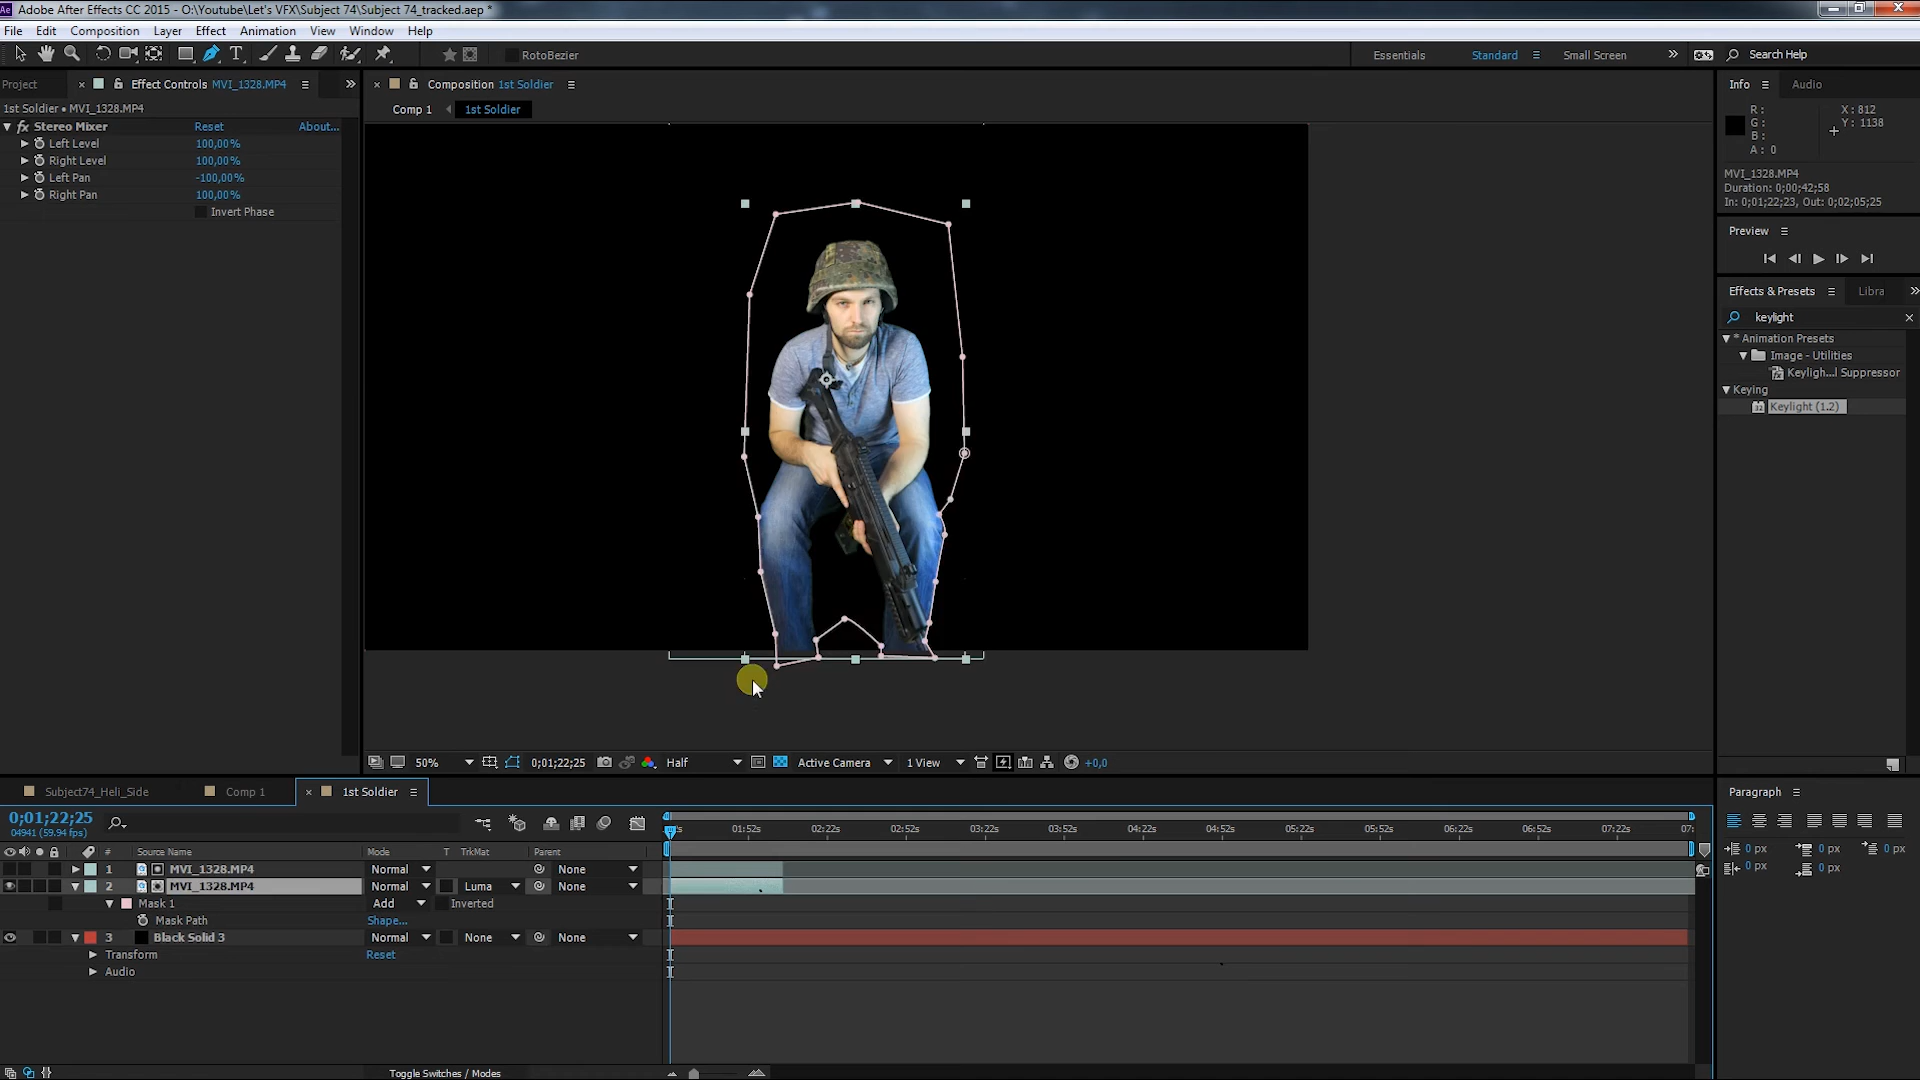 Adobe After Effects CC 2015 - O:\Youtube\Let's VFX\Subject 74\Subject 74_tracked.aep *
File Edit Composition Layer Effect Animation View Window Help
RotoBezier Essentials Standard Small Screen » Search Help
Project × Effect Controls MVI_1328.MP4 »
1st Soldier • MVI_1328.MP4
fx Stereo Mixer Reset About...
Left Level 100,00%
Right Level 100,00%
Left Pan -100,00%
Right Pan 100,00%
Invert Phase
× Composition 1st Soldier
Comp 1 1st Soldier
50% 0;01;22;25 Half Active Camera 1 View +0,0
Info Audio
R: X: 812
G: Y: 1138
B:
A: 0
MVI_1328.MP4
Duration: 0;00;42;58
In: 0;01;22;23, Out: 0;02;05;25
Preview
Effects & Presets Libra »
keylight ×
* Animation Presets
Image - Utilities
Keyligh...l Suppressor
Keying
32 Keylight (1.2)
Subject74_Heli_Side Comp 1 × 1st Soldier
0;01;22;25
04941 (59.94 fps)
01:52s 02:22s 02:52s 03:22s 03:52s 04:22s 04:52s 05:22s 05:52s 06:22s 06:52s 07:22s 07:
# Source Name Mode T TrkMat Parent
1 MVI_1328.MP4 Normal None
2 MVI_1328.MP4 Normal Luma None
Mask 1 Add Inverted
Mask Path Shape...
3 Black Solid 3 Normal None None
Transform Reset
Audio
Toggle Switches / Modes
Paragraph
0 px 0 px 0 px
0 px 0 px